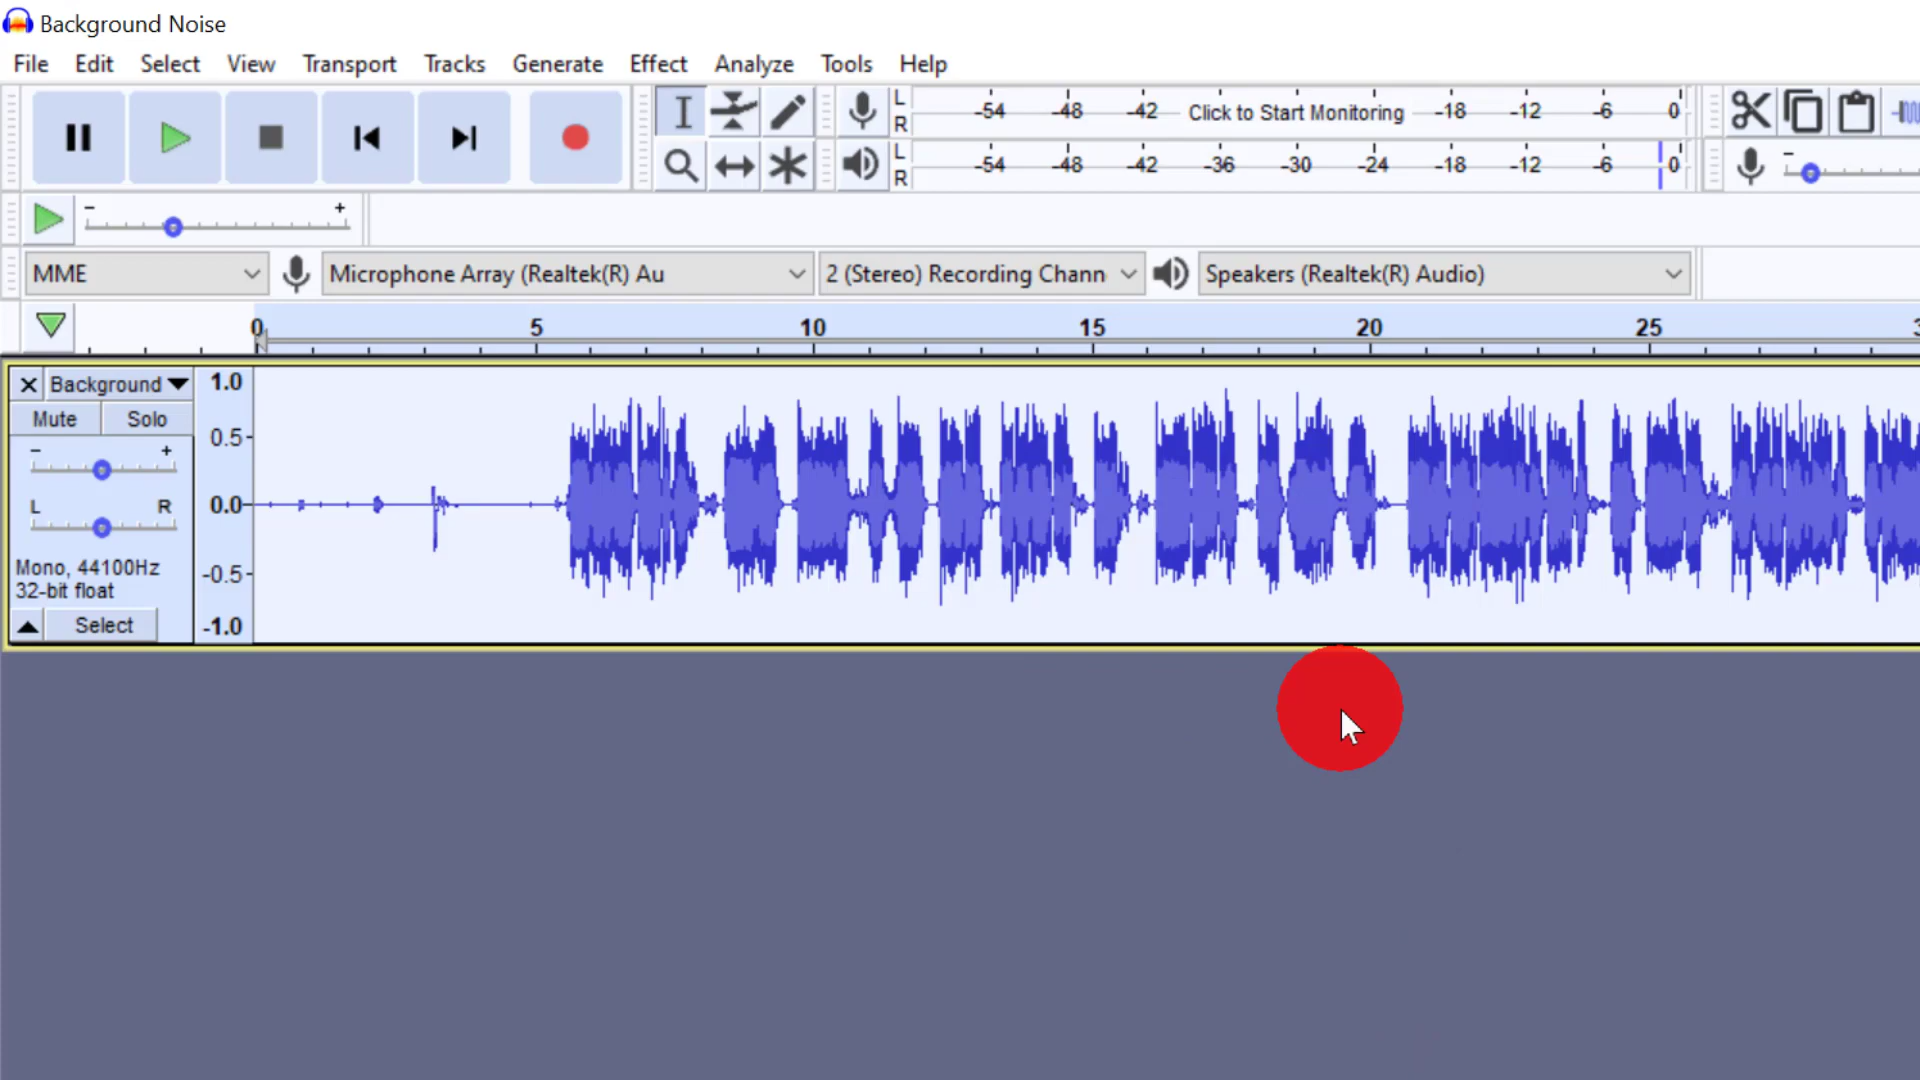 Background Noise
File Edit Select View Transport Tracks Generate Effect Analyze Tools Help
L R -54 -48 -42 Click to Start Monitoring -18 -12 -6 0
L R -54 -48 -42 -36 -30 -24 -18 -12 -6 0
- +
MME Microphone Array (Realtek(R) Au 2 (Stereo) Recording Chann Speakers (Realtek(R) Audio)
0 5 10 15 20 25
Background 1.0
Mute Solo
0.5
- +
L R 0.0
Mono, 44100Hz -0.5
32-bit float
Select -1.0